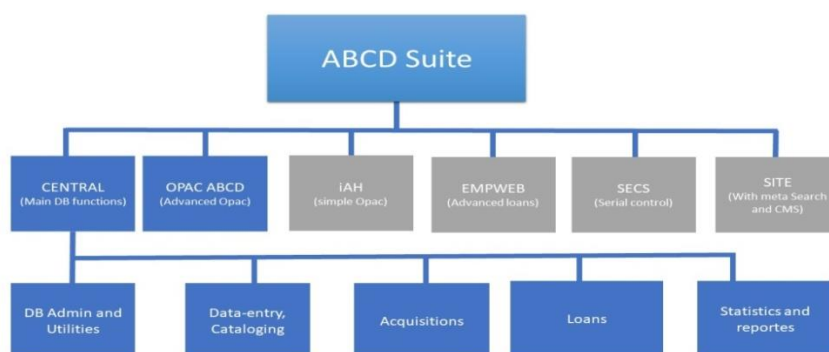 ABCD Suite
CENTRAL
(Main DB functions)
OPAC ABCD
(Advanced Opac)
iAH
(simple Opac)
EMPWEB
(Advanced loans)
SECS
(Serial control)
SITE
(With meta Search
and CMS)
DB Admin and
Utilities
Data-entry,
Cataloging
Acquisitions
Loans
Statistics and
reportes